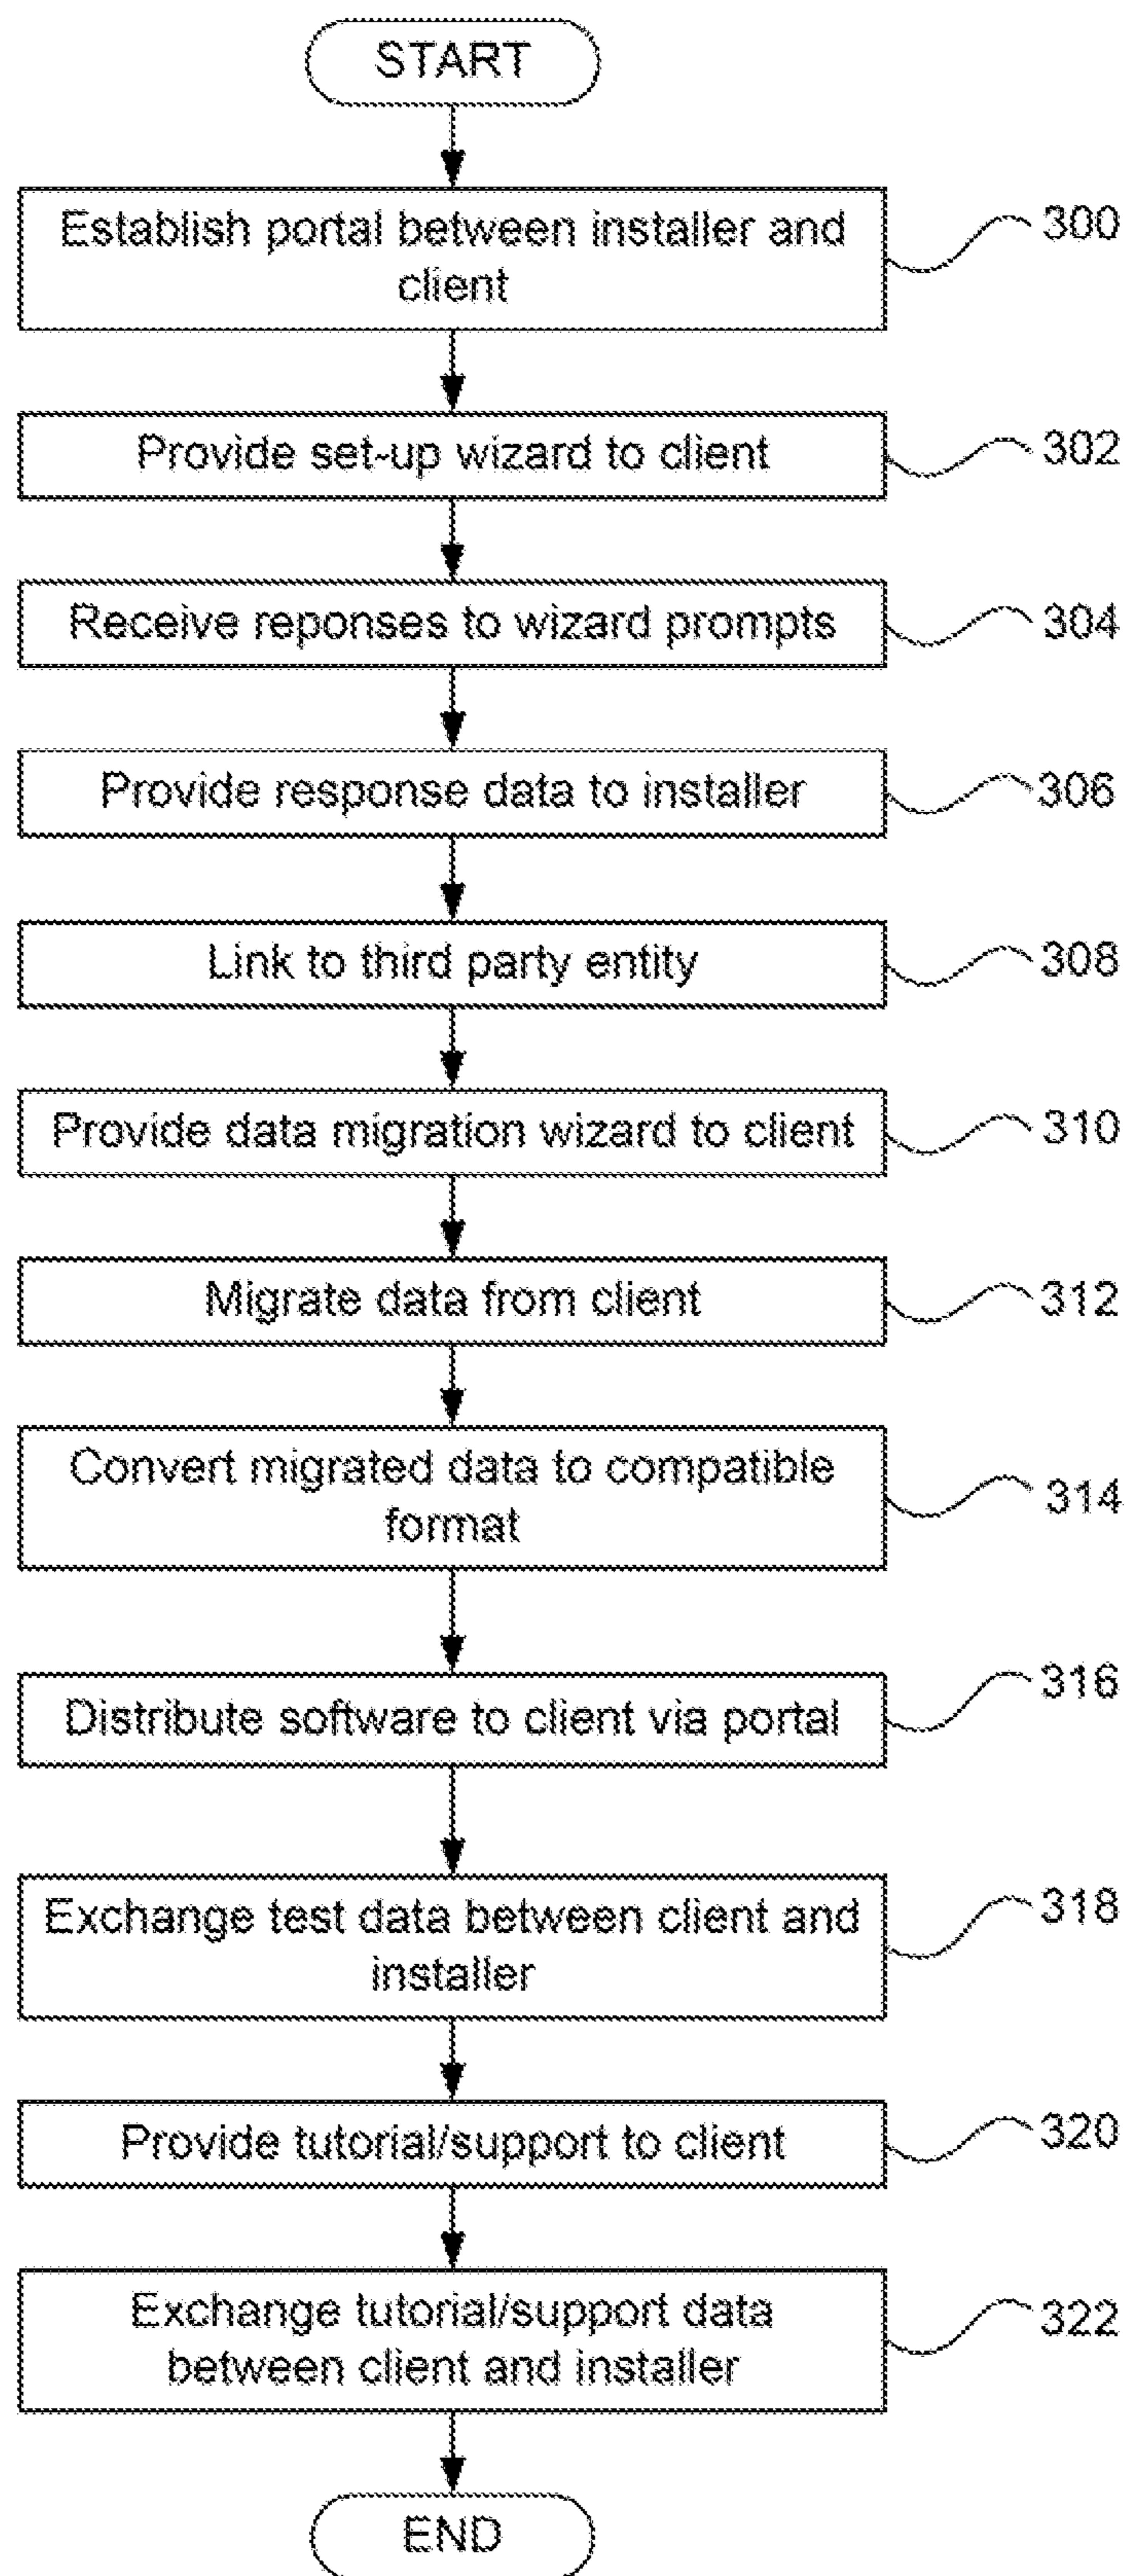 START
Establish portal between installer and
client
300
Provide set-up wizard to client
302
Receive reponses to wizard prompts
304
Provide response data to installer
306
Link to third party entity
308
Provide data migration wizard to client
310
Migrate data from client
312
Convert migrated data to compatible
format
314
Distribute software to client via portal
316
Exchange test data between client and
installer
318
Provide tutorial/support to client
320
Exchange tutorial/support data
between client and installer
322
END